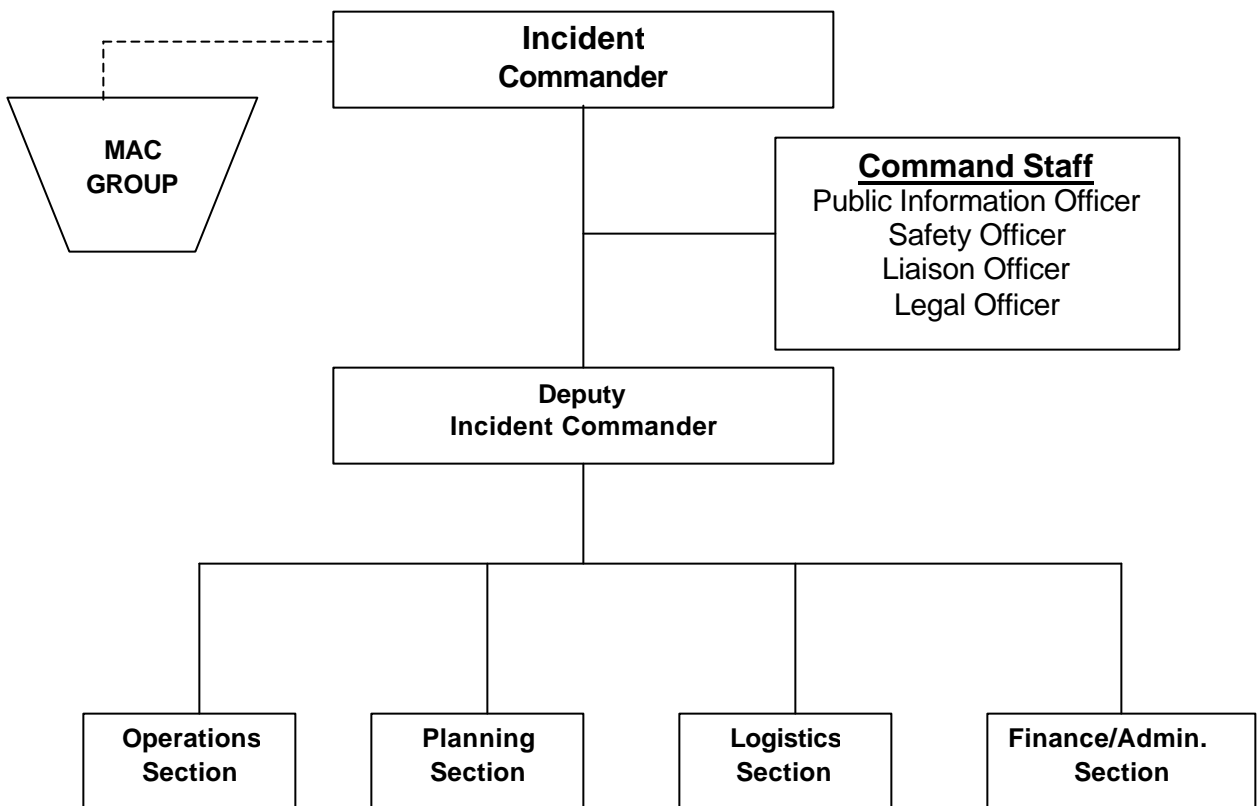 Incident
Commander
MAC
GROUP
Command Staff
Public Information Officer
Safety Officer
Liaison Officer
Legal Officer
Deputy
Incident Commander
Operations
Section
Planning
Section
Logistics
Section
Finance/Admin.
Section